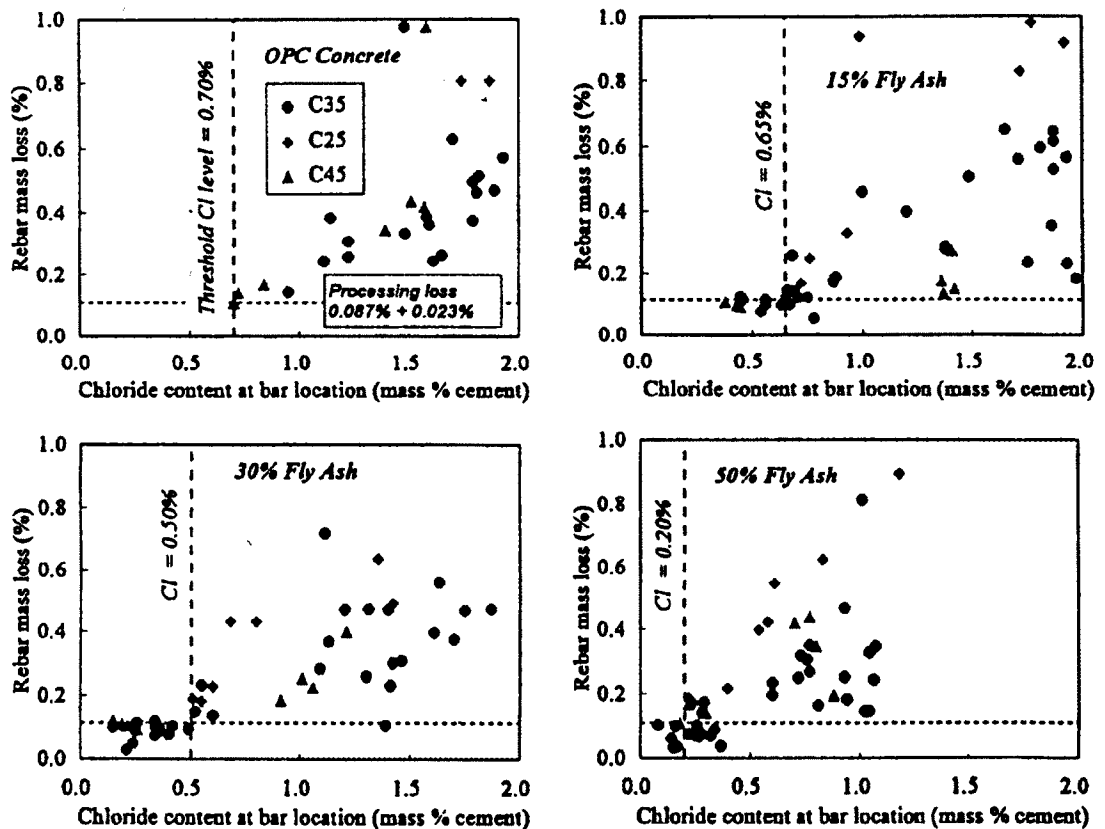 OPC Concrete
C35
C25
C45
Threshold Cl level = 0.70%
Processing loss
0.087% + 0.023%
Rebar mass loss (%)
1.0
0.8
0.6
0.4
0.2
0.0
0.0 0.5 1.0 1.5 2.0
Chloride content at bar location (mass % cement)
15% Fly Ash
Cl = 0.65%
Rebar mass loss (%)
1.0
0.8
0.6
0.4
0.2
0.0
0.0 0.5 1.0 1.5 2.0
Chloride content at bar location (mass % cement)
30% Fly Ash
Cl = 0.50%
Rebar mass loss (%)
1.0
0.8
0.6
0.4
0.2
0.0
0.0 0.5 1.0 1.5 2.0
Chloride content at bar location (mass % cement)
50% Fly Ash
Cl = 0.20%
Rebar mass loss (%)
1.0
0.8
0.6
0.4
0.2
0.0
0.0 0.5 1.0 1.5 2.0
Chloride content at bar location (mass % cement)